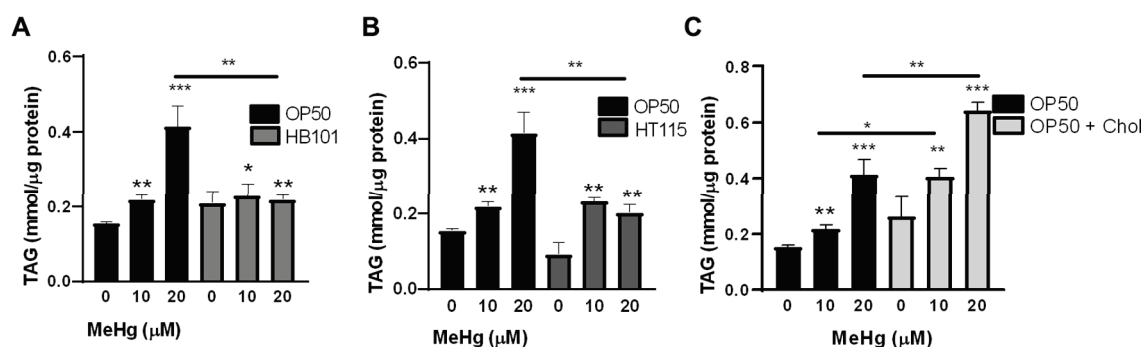 A
TAG (mmol/μg protein)
0.6
0.4
0.2
0.0
**
***
**
*
**
OP50
HB101
0 10 20 0 10 20
MeHg (μM)
B
TAG (mmol/μg protein)
0.6
0.4
0.2
0.0
**
***
**
**
**
OP50
HT115
0 10 20 0 10 20
MeHg (μM)
C
TAG (mmol/μg protein)
0.8
0.6
0.4
0.2
0.0
**
***
*
***
**
**
OP50
OP50 + Chol
0 10 20 0 10 20
MeHg (μM)